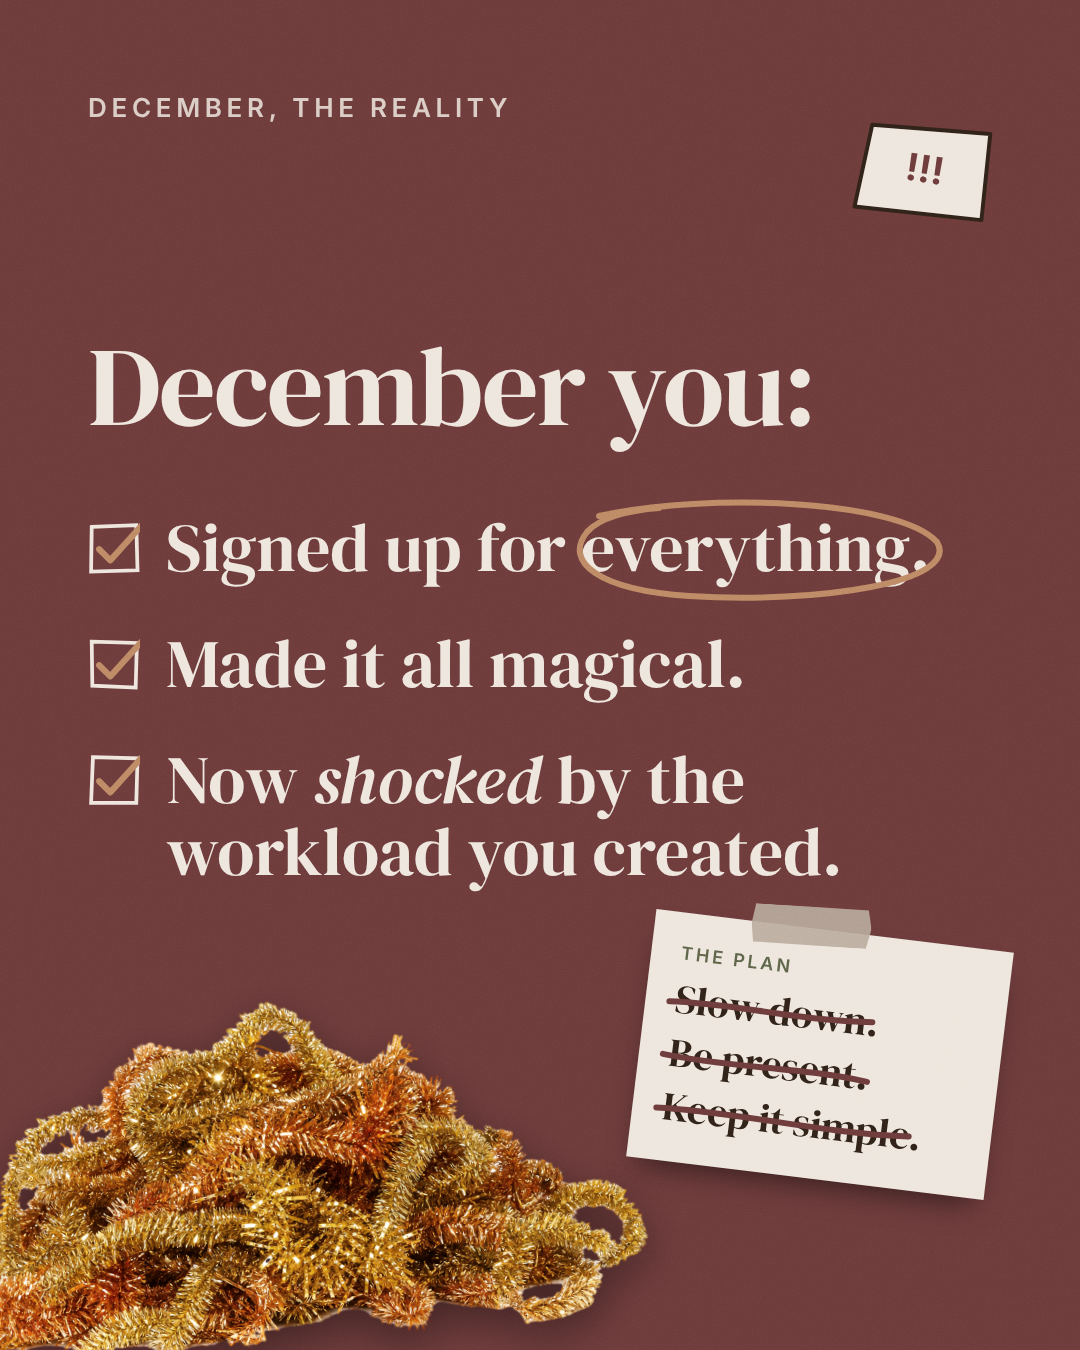 DECEMBER, THE REALITY
!!!
December you:
Signed up for everything.
Made it all magical.
Now shocked by the
workload you created.
THE PLAN
Slow down.
Be present.
Keep it simple.